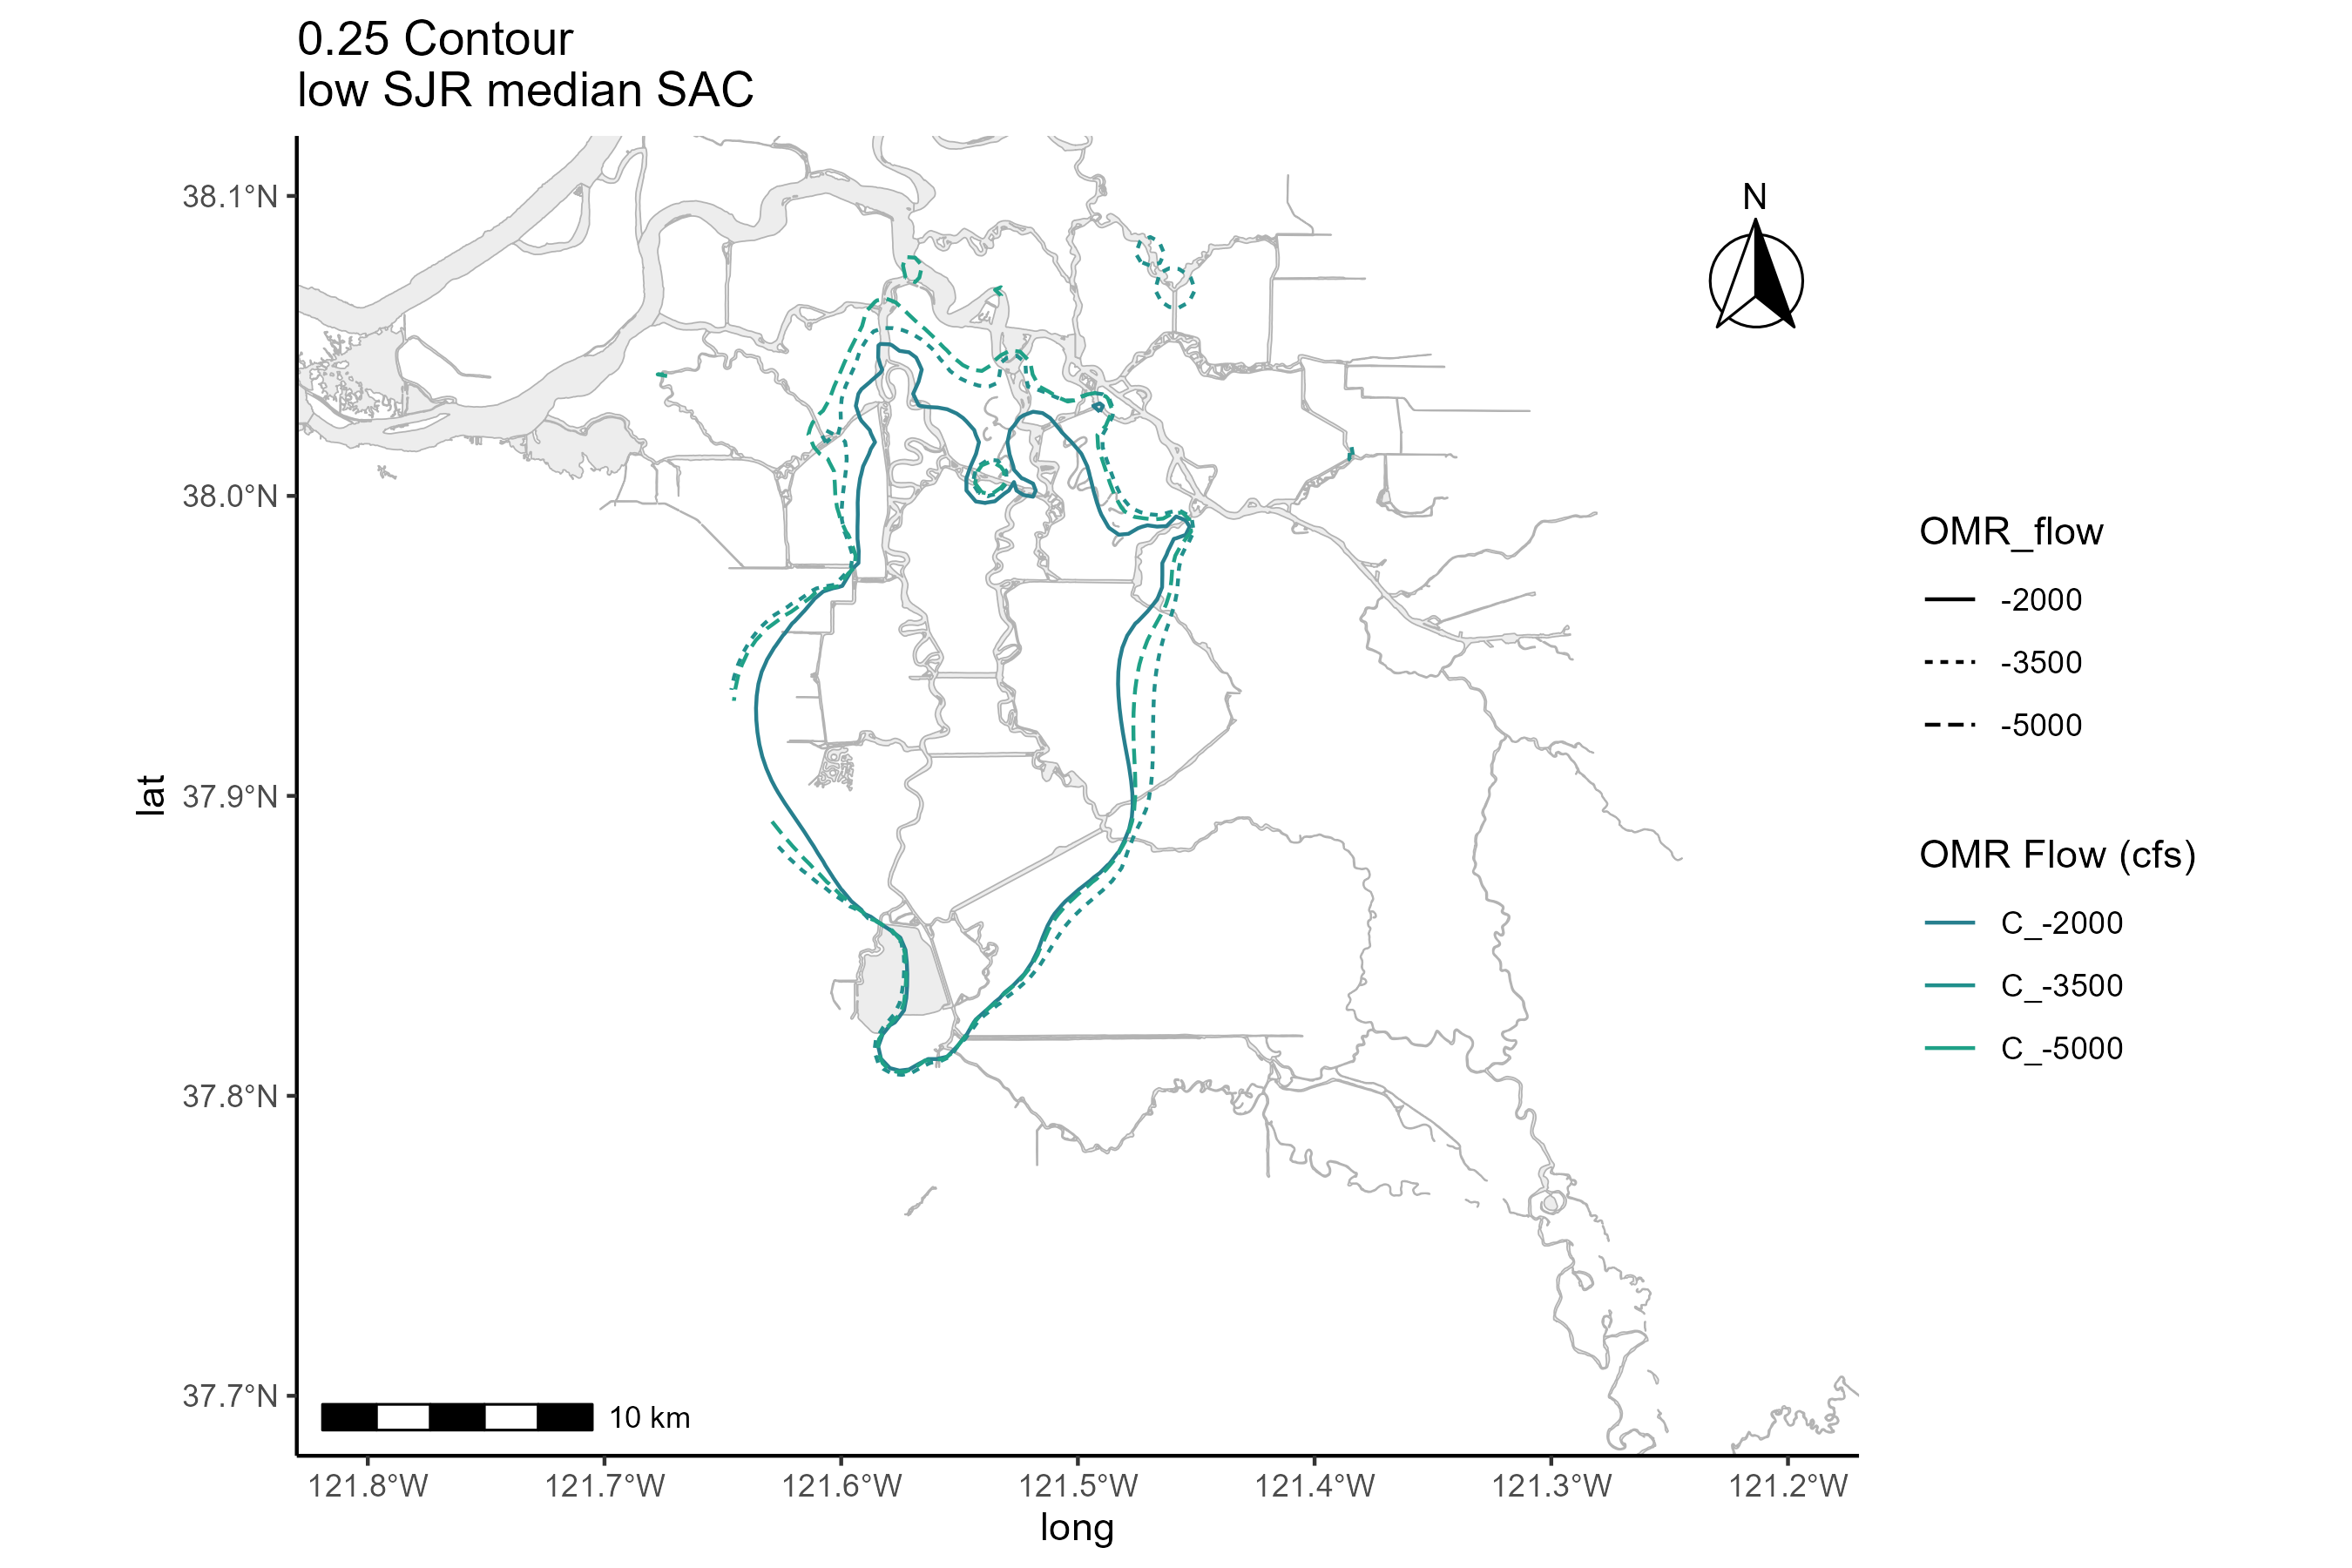 0.25 Contour
low SJR median SAC
N
38.1°N
38.0°N
37.9°N
37.8°N
37.7°N
lat
10 km
121.8°W
121.7°W
121.6°W
121.5°W
121.4°W
121.3°W
121.2°W
long
OMR_flow
-2000
-3500
-5000
OMR Flow (cfs)
C_-2000
C_-3500
C_-5000